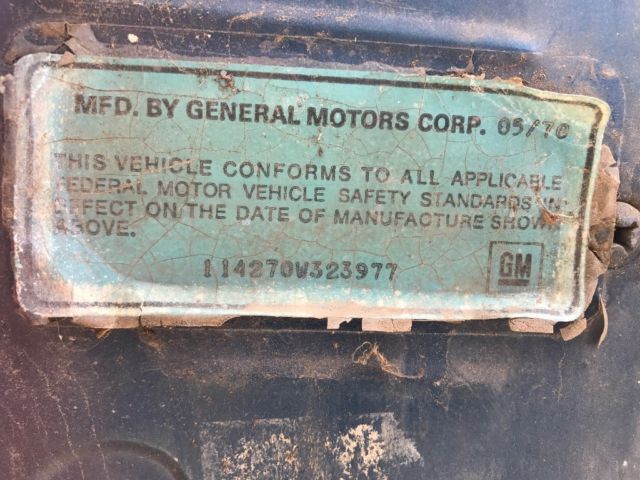 MFD. BY GENERAL MOTORS CORP. 05/70
THIS VEHICLE CONFORMS TO ALL APPLICABLE
FEDERAL MOTOR VEHICLE SAFETY STANDARDS IN
EFFECT ON THE DATE OF MANUFACTURE SHOWN
ABOVE.
114270W323977
GM